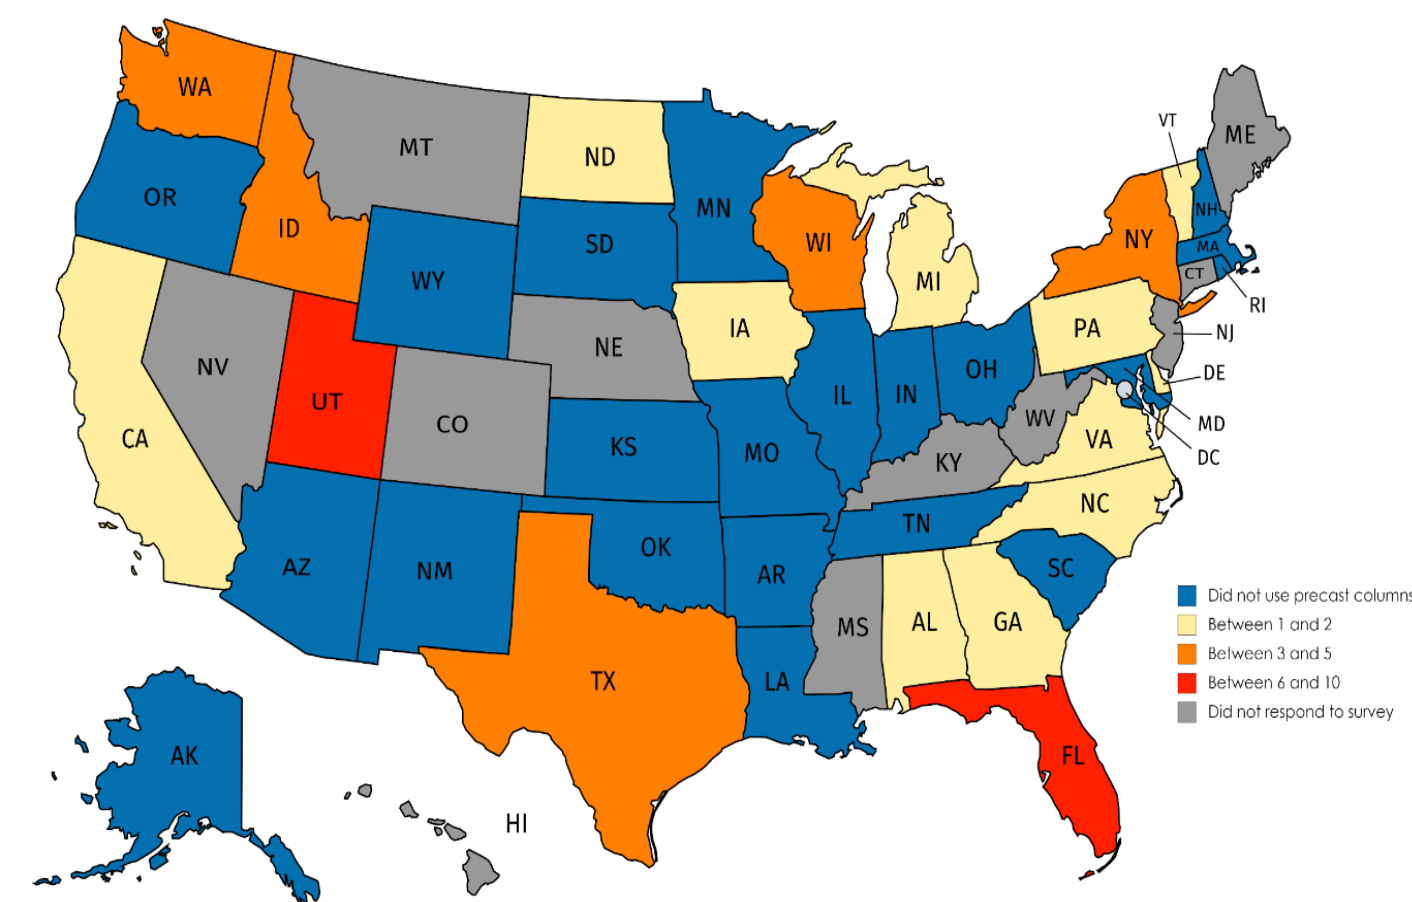 WA
MT
ND
MN
OR
ID
SD
WY
WI
MI
VT
ME
NH
NY
MA
CT
RI
PA
NJ
IA
NE
NV
UT
CO
CA
KS
MO
IL
IN
OH
DE
MD
DC
WV
VA
KY
NC
TN
SC
AZ
NM
OK
AR
MS
AL
GA
LA
TX
FL
AK
HI
Did not use precast columns
Between 1 and 2
Between 3 and 5
Between 6 and 10
Did not respond to survey